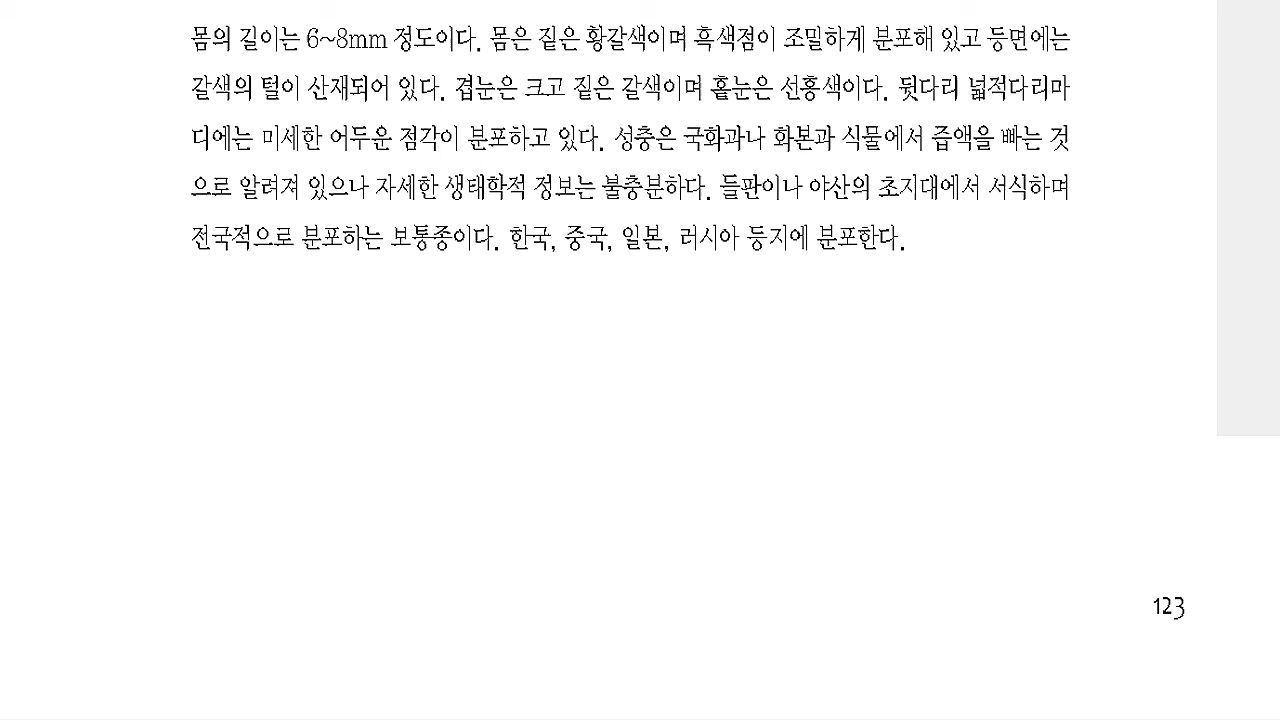 몸의 길이는 6~8mm 정도이다. 몸은 짙은 황갈색이며 흑색점이 조밀하게 분포해 있고 등면에는
갈색의 털이 산재되어 있다. 겹눈은 크고 짙은 갈색이며 홑눈은 선홍색이다. 뒷다리 넓적다리마
디에는 미세한 어두운 점각이 분포하고 있다. 성충은 국화과나 화본과 식물에서 즙액을 빠는 것
으로 알려져 있으나 자세한 생태학적 정보는 불충분하다. 들판이나 야산의 초지대에서 서식하며
전국적으로 분포하는 보통종이다. 한국, 중국, 일본, 러시아 등지에 분포한다.
123